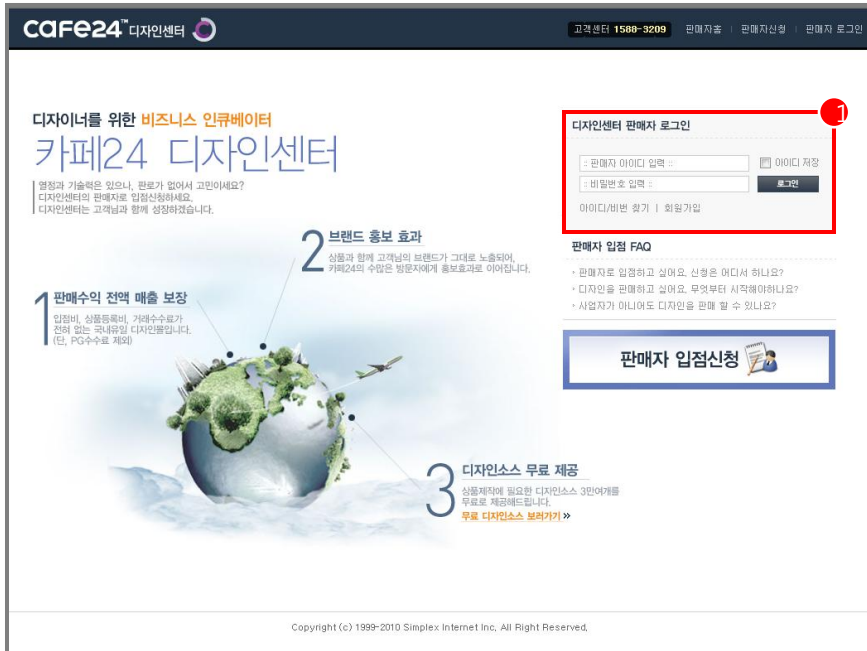 cafe24™ 디자인센터
고객센터 1588-3209 판매자홈 | 판매자신청 | 판매자 로그인
디자이너를 위한 비즈니스 인큐베이터
카페24 디자인센터
열정과 기술력은 있으나, 판로가 없어서 고민이세요?
디자인센터의 판매자로 입점신청하세요.
디자인센터는 고객님과 함께 성장하겠습니다.
2 브랜드 홍보 효과
상품과 함께 고객님의 브랜드가 그대로 노출되어,
카페24의 수많은 방문자에게 홍보효과로 이어집니다.
1 판매수익 전액 매출 보장
입점비, 상품등록비, 거래수수료가
전혀 없는 국내유일 디자인몰입니다.
(단, PG수수료 제외)
3 디자인소스 무료 제공
상품제작에 필요한 디자인소스 3만여개를
무료로 제공해드립니다.
무료 디자인소스 보러가기 »
1
디자인센터 판매자 로그인
:: 판매자 아이디 입력 :: 아이디 저장
:: 비밀번호 입력 :: 로그인
아이디/비번 찾기 | 회원가입
판매자 입점 FAQ
· 판매자로 입점하고 싶어요. 신청은 어디서 하나요?
· 디자인을 판매하고 싶어요. 무엇부터 시작해야하나요?
· 사업자가 아니어도 디자인을 판매 할 수 있나요?
판매자 입점신청
Copyright (c) 1999-2010 Simplex Internet Inc, All Right Reserved,